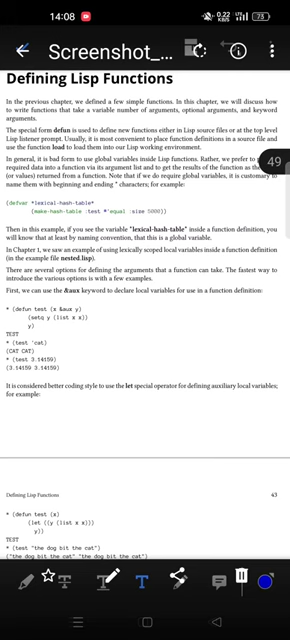 14:08
0.22
KB/S
73
Screenshot_...
Defining Lisp Functions
In the previous chapter, we defined a few simple functions. In this chapter, we will discuss how
to write functions that take a variable number of arguments, optional arguments, and keyword
arguments.
The special form defun is used to define new functions either in Lisp source files or at the top level
Lisp listener prompt. Usually, it is most convenient to place function definitions in a source file and
use the function load to load them into our Lisp working environment.
In general, it is bad form to use global variables inside Lisp functions. Rather, we prefer to
required data into a function via its argument list and to get the results of the function as the
(or values) returned from a function. Note that if we do require global variables, it is customary
name them with beginning and ending * characters; for example:
49
(defvar *lexical-hash-table*
(make-hash-table :test #'equal :size 5000))
Then in this example, if you see the variable *lexical-hash-table* inside a function definition, you
will know that at least by naming convention, that this is a global variable.
In Chapter 1, we saw an example of using lexically scoped local variables inside a function definition
(in the example file nested.lisp).
There are several options for defining the arguments that a function can take. The fastest way to
introduce the various options is with a few examples.
First, we can use the &aux keyword to declare local variables for use in a function definition:
* (defun test (x &aux y)
(setq y (list x x))
y)
TEST
* (test 'cat)
(CAT CAT)
* (test 3.14159)
(3.14159 3.14159)
It is considered better coding style to use the let special operator for defining auxiliary local variables;
for example:
Defining Lisp Functions 43
* (defun test (x)
(let ((y (list x x)))
y))
TEST
* (test "the dog bit the cat")
("the dog bit the cat" "the dog bit the cat")
T T T